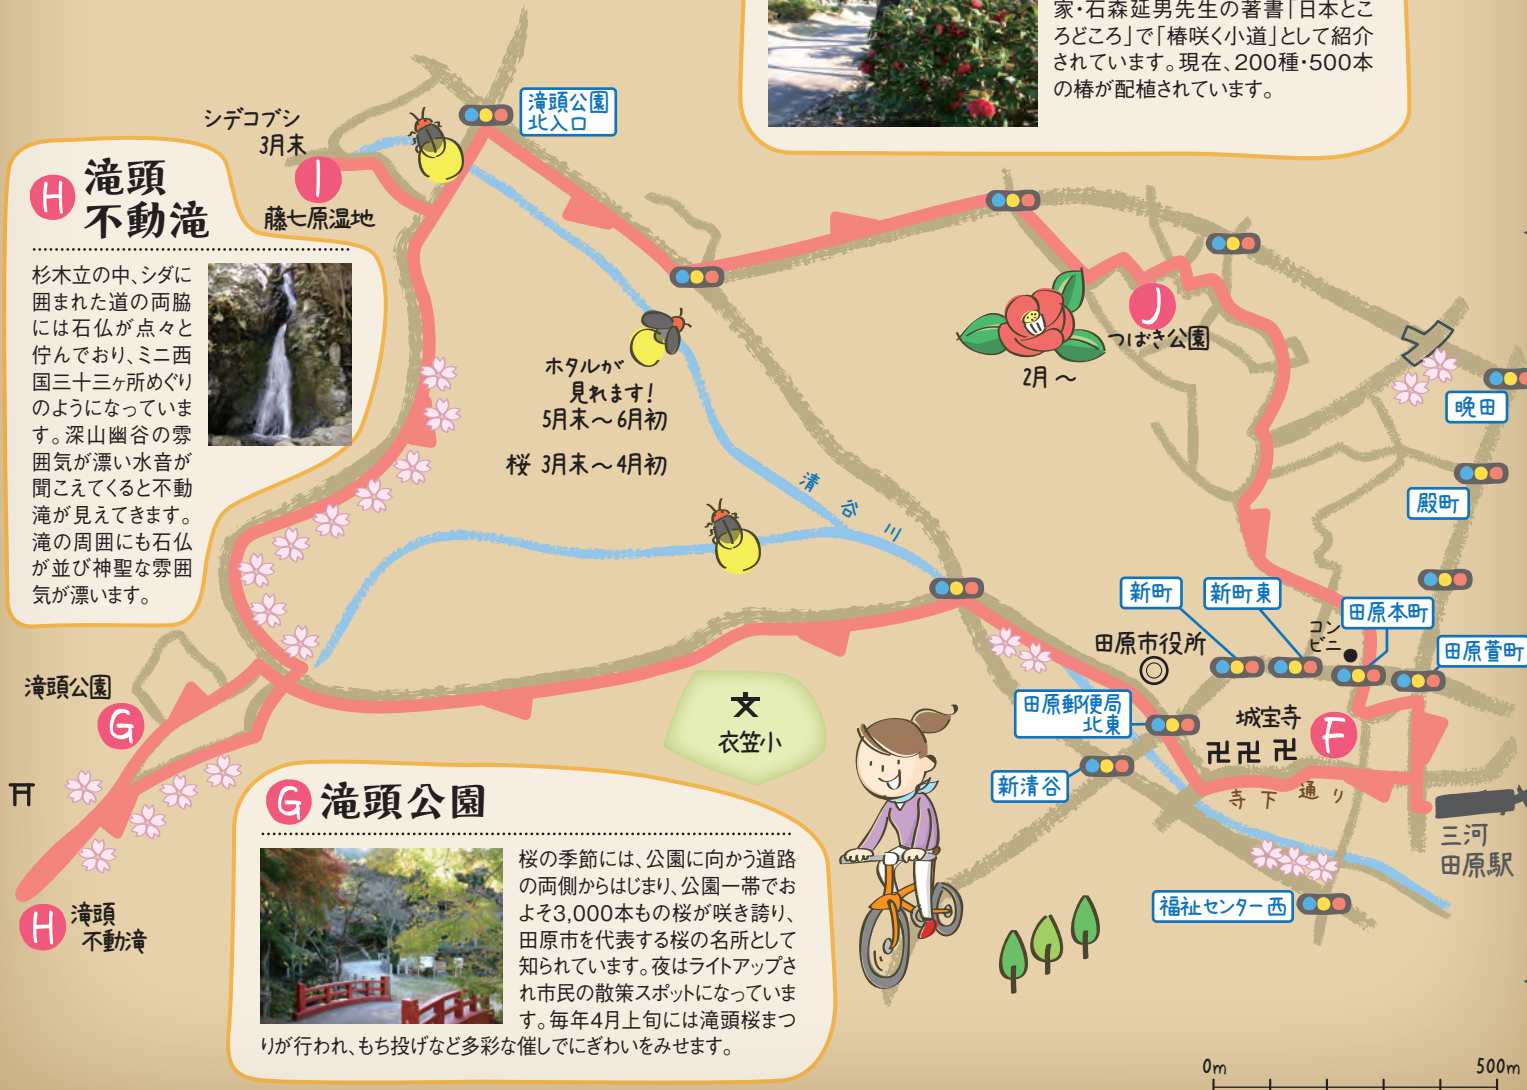 家・石森延男先生の著書「日本とこ
ろどころ」で「椿咲く小道」として紹介
されています。現在、200種・500本
の椿が配植されています。
シデコブシ
3月末
I
藤七原湿地
滝頭公園
北入口
H 滝頭
不動滝
杉木立の中、シダに
囲まれた道の両脇
には石仏が点々と
佇んでおり、ミニ西
国三十三ヶ所めぐり
のようになっていま
す。深山幽谷の雰
囲気が漂い水音が
聞こえてくると不動
滝が見えてきます。
滝の周囲にも石仏
が並び神聖な雰囲
気が漂います。
ホタルが
見れます!
5月末～6月初
桜 3月末～4月初
清谷川
J
つばき公園
2月～
晩田
殿町
新町
新町東
田原本町
コン
ビニ
田原萱町
田原市役所
田原郵便局
北東
城宝寺
卍卍 卍
F
新清谷
寺下通り
三河
田原駅
福祉センター西
文
衣笠小
滝頭公園
G
H 滝頭
不動滝
G 滝頭公園
桜の季節には、公園に向かう道路
の両側からはじまり、公園一帯でお
よそ3,000本もの桜が咲き誇り、
田原市を代表する桜の名所として
知られています。夜はライトアップさ
れ市民の散策スポットになっていま
す。毎年4月上旬には滝頭桜まつ
りが行われ、もち投げなど多彩な催しでにぎわいをみせます。
0m
500m